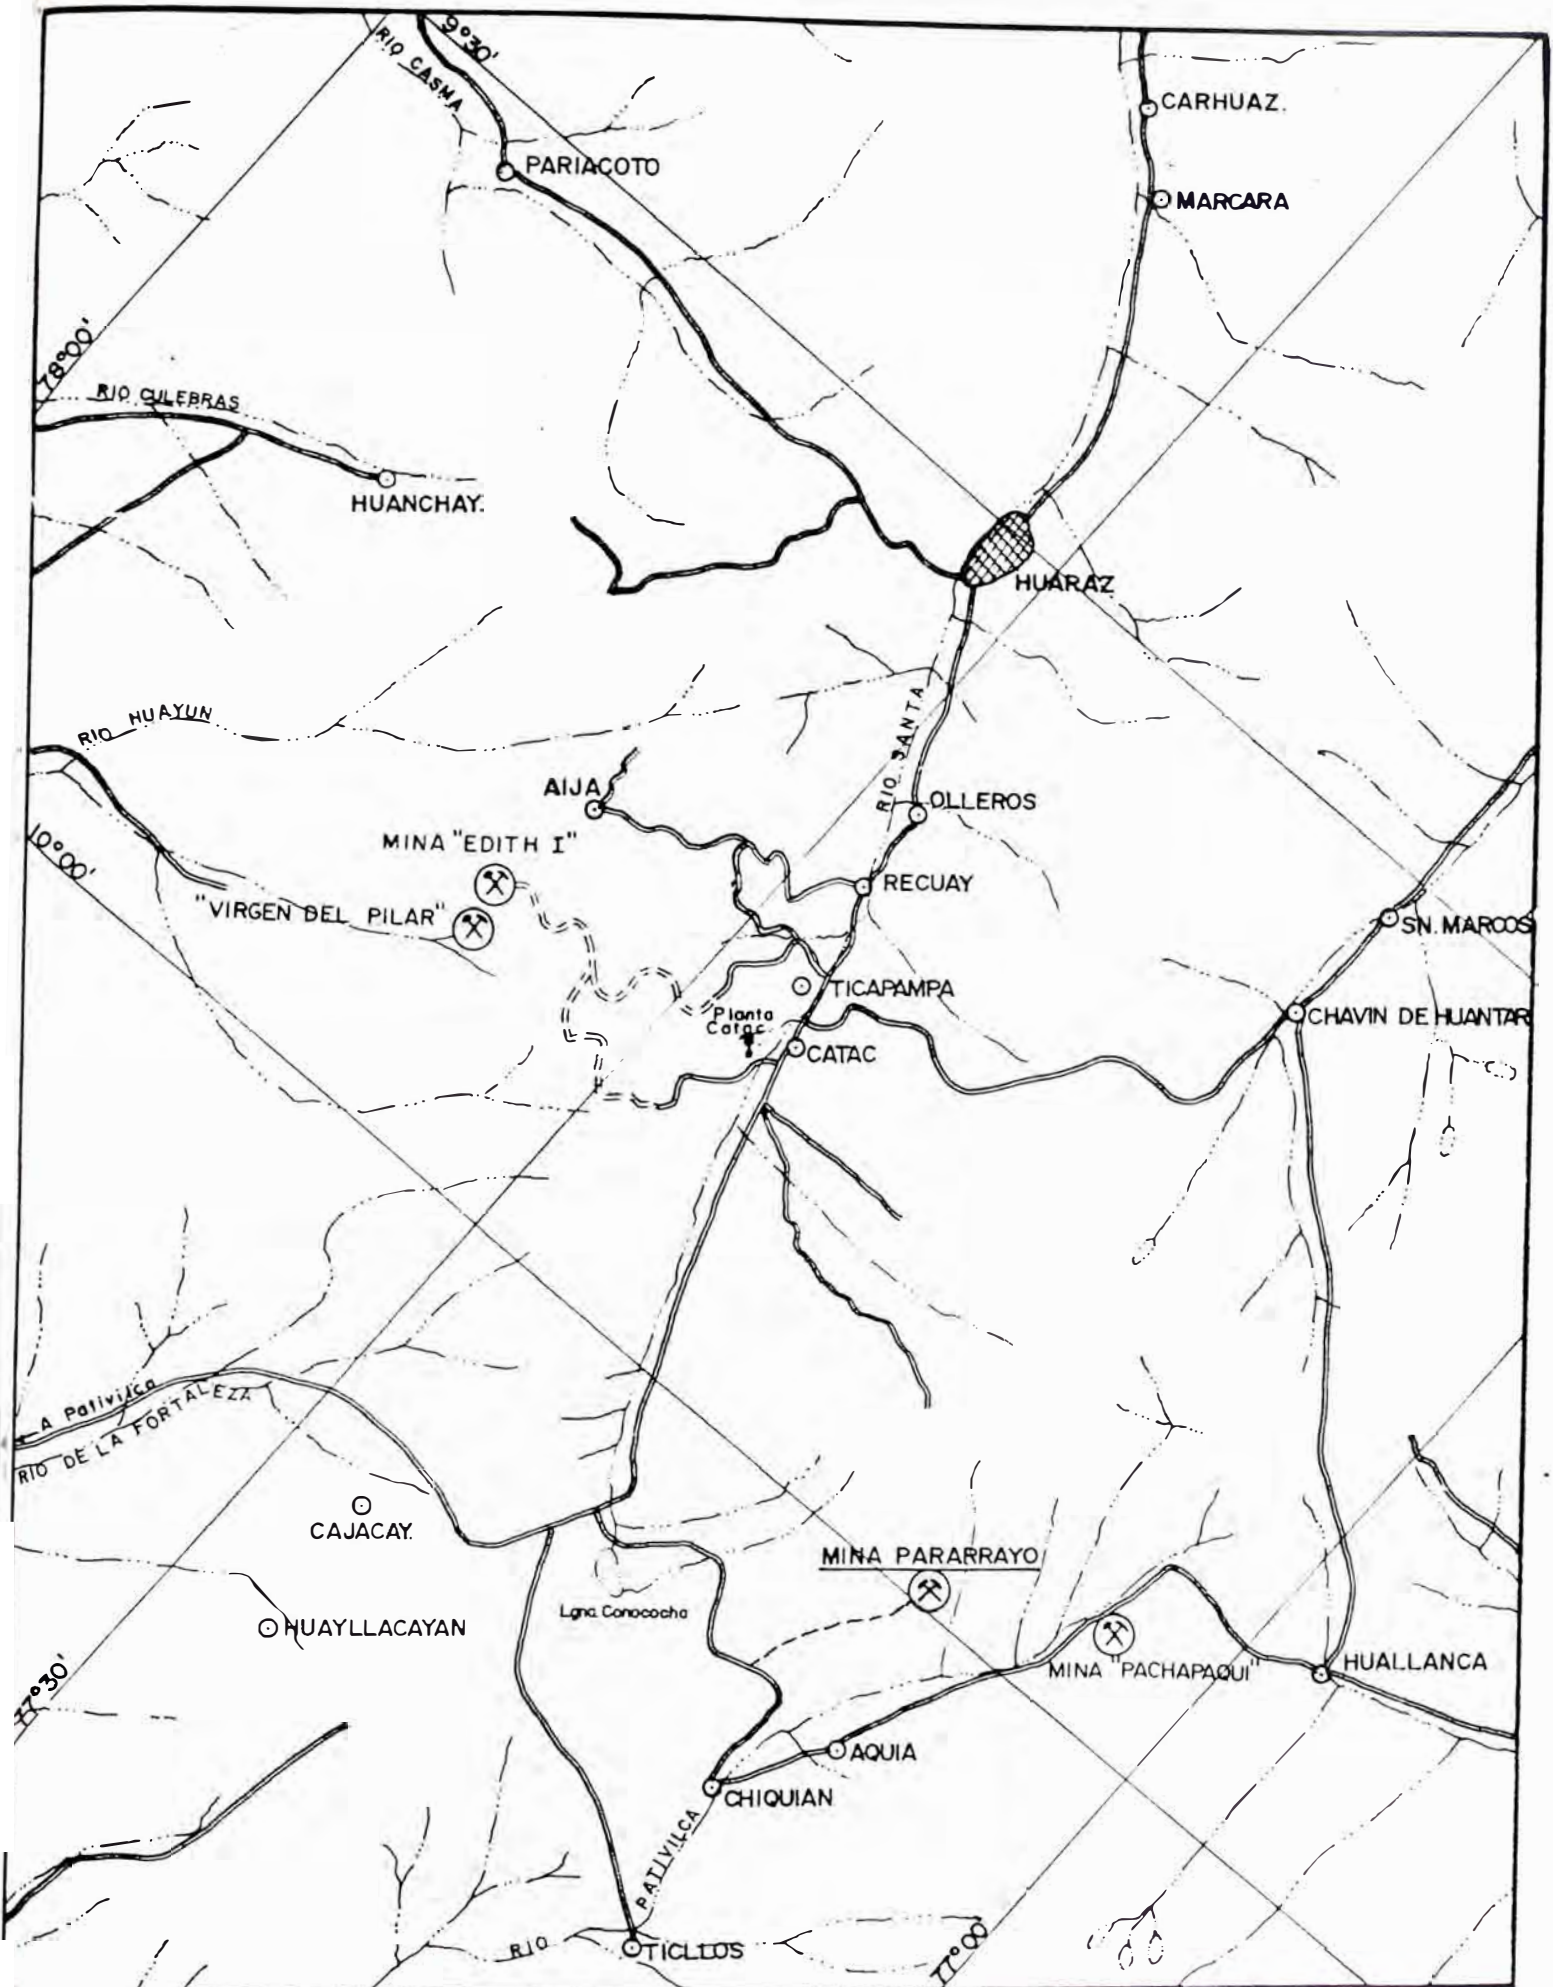 9°30'
RIO CASMA
CARHUAZ.
PARIACOTO
MARCARA
78°00'
RIO CULEBRAS
HUANCHAY.
HUARAZ
RIO HUAYUN
RIO SANTA
AIJA
OLLEROS
10°00'
MINA "EDITH I"
RECUAY
"VIRGEN DEL PILAR"
SN. MARCOS
TICAPAMPA
Planta
Catac.
CHAVIN DE HUANTAR
CATAC
A Pativilca
RIO DE LA FORTALEZA
CAJACAY.
MINA PARARRAYO
Lgna. Conococha
HUAYLLACAYAN
MINA "PACHAPAQUI"
HUALLANCA
77°30'
AQUIA
CHIQUIAN
RIO PATIVILCA
TICLLOS
77°00'